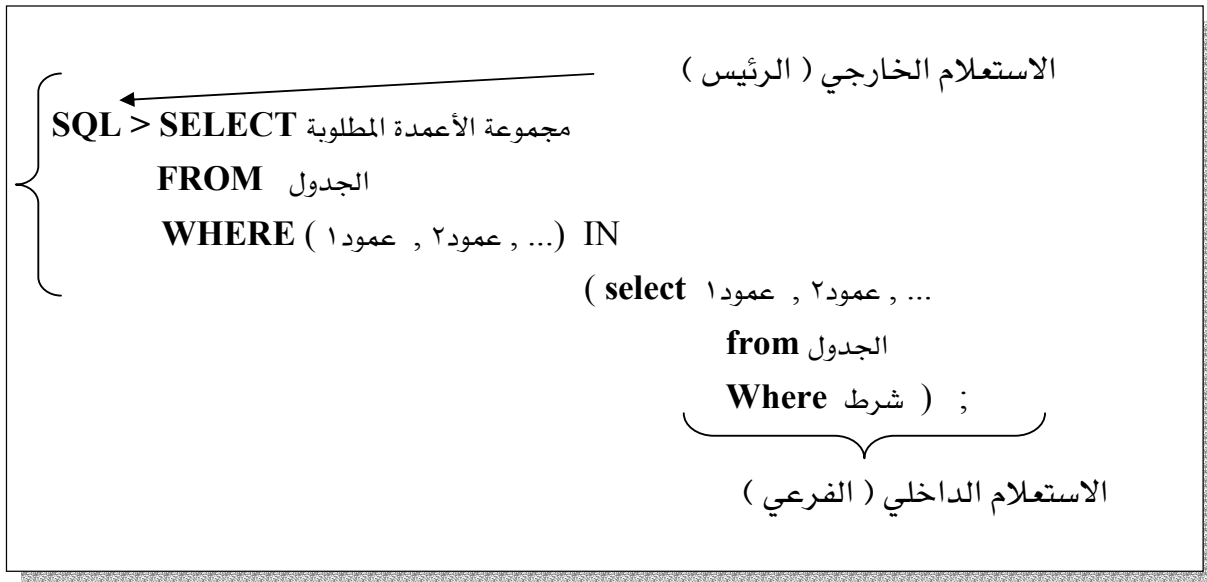 الاستعلام الخارجي ( الرئيس )
SQL > SELECT مجموعة الأعمدة المطلوبة
FROM الجدول
WHERE ( عمود١ , عمود٢ , ...) IN
( select عمود١ , عمود٢ , ...
from الجدول
Where شرط ) ;
الاستعلام الداخلي ( الفرعي )